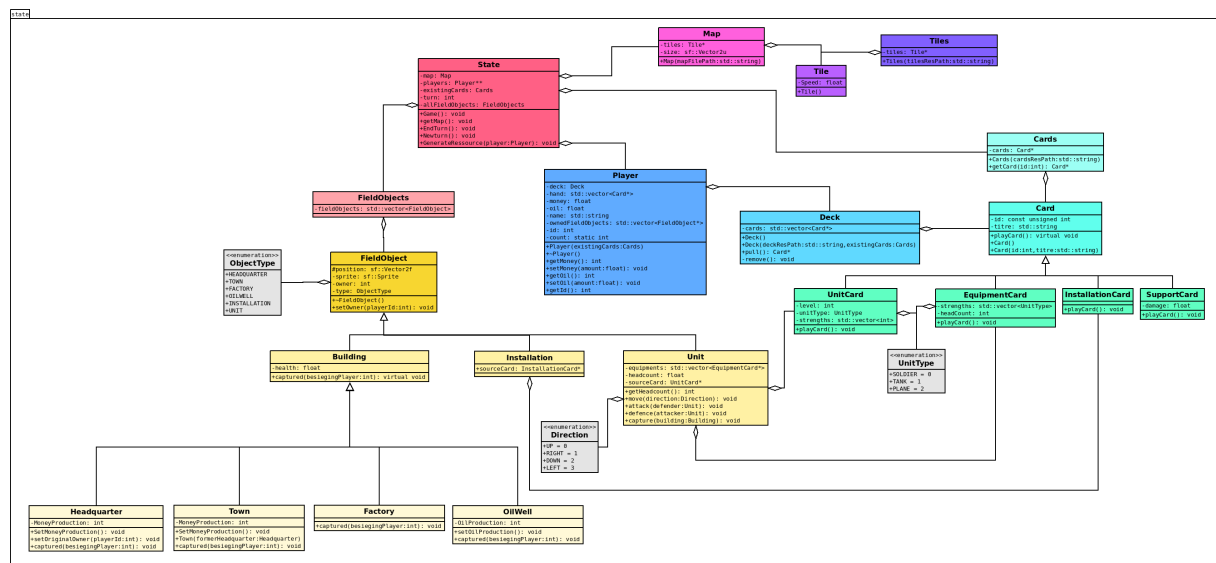 state
Map
-tiles: Tile*
-size: sf::Vector2u
+Map(mapFilePath:std::string)
Tiles
-tiles: Tile*
+Tiles(tilesResPath:std::string)
Tile
-Speed: float
+Tile()
State
-map: Map
-players: Player**
-existingCards: Cards
-turn: int
-allFieldObjects: FieldObjects
+Game(): void
+getMap(): void
+EndTurn(): void
+Newturn(): void
+GenerateRessource(player:Player): void
Cards
-cards: Card*
+Cards(cardsResPath:std::string)
+getCard(id:int): Card*
Player
-deck: Deck
-hand: std::vector<Card*>
-money: float
-oil: float
-name: std::string
-ownedFieldObjects: std::vector<FieldObject*>
-id: int
-count: static int
+Player(existingCards:Cards)
+~Player()
+getMoney(): int
+setMoney(amount:float): void
+getOil(): int
+setOil(amount:float): void
+getId(): int
FieldObjects
-fieldObjects: std::vector<FieldObject>
Deck
-cards: std::vector<Card*>
+Deck()
+Deck(deckResPath:std::string,existingCards:Cards)
+pull(): Card*
-remove(): void
Card
-id: const unsigned int
-titre: std::string
+playCard(): virtual void
+Card()
+Card(id:int,titre:std::string)
<<enumeration>>
ObjectType
+HEADQUARTER
+TOWN
+FACTORY
+OILWELL
+INSTALLATION
+UNIT
FieldObject
#position: sf::Vector2f
-sprite: sf::Sprite
-owner: int
-type: ObjectType
+~FieldObject()
+setOwner(playerId:int): void
UnitCard
-level: int
-unitType: UnitType
-strengths: std::vector<int>
+playCard(): void
EquipmentCard
-strengths: std::vector<UnitType>
-headCount: int
+playCard(): void
InstallationCard
+playCard(): void
SupportCard
-damage: float
+playCard(): void
Building
-health: float
+captured(besiegingPlayer:int): virtual void
Installation
+sourceCard: InstallationCard*
Unit
-equipments: std::vector<EquipmentCard*>
-headcount: float
-sourceCard: UnitCard*
+getHeadcount(): int
+move(direction:Direction): void
+attack(defender:Unit): void
+defence(attacker:Unit): void
+capture(building:Building): void
<<enumeration>>
UnitType
+SOLDIER = 0
+TANK = 1
+PLANE = 2
<<enumeration>>
Direction
+UP = 0
+RIGHT = 1
+DOWN = 2
+LEFT = 3
Headquarter
-MoneyProduction: int
+SetMoneyProduction(): void
+setOriginalOwner(playerId:int): void
+captured(besiegingPlayer:int): void
Town
-MoneyProduction: int
+SetMoneyProduction(): void
+Town(formerHeadquarter:Headquarter)
+captured(besiegingPlayer:int): void
Factory
+captured(besiegingPlayer:int): void
OilWell
-OilProduction: int
+setOilProduction(): void
+captured(besiegingPlayer:int): void